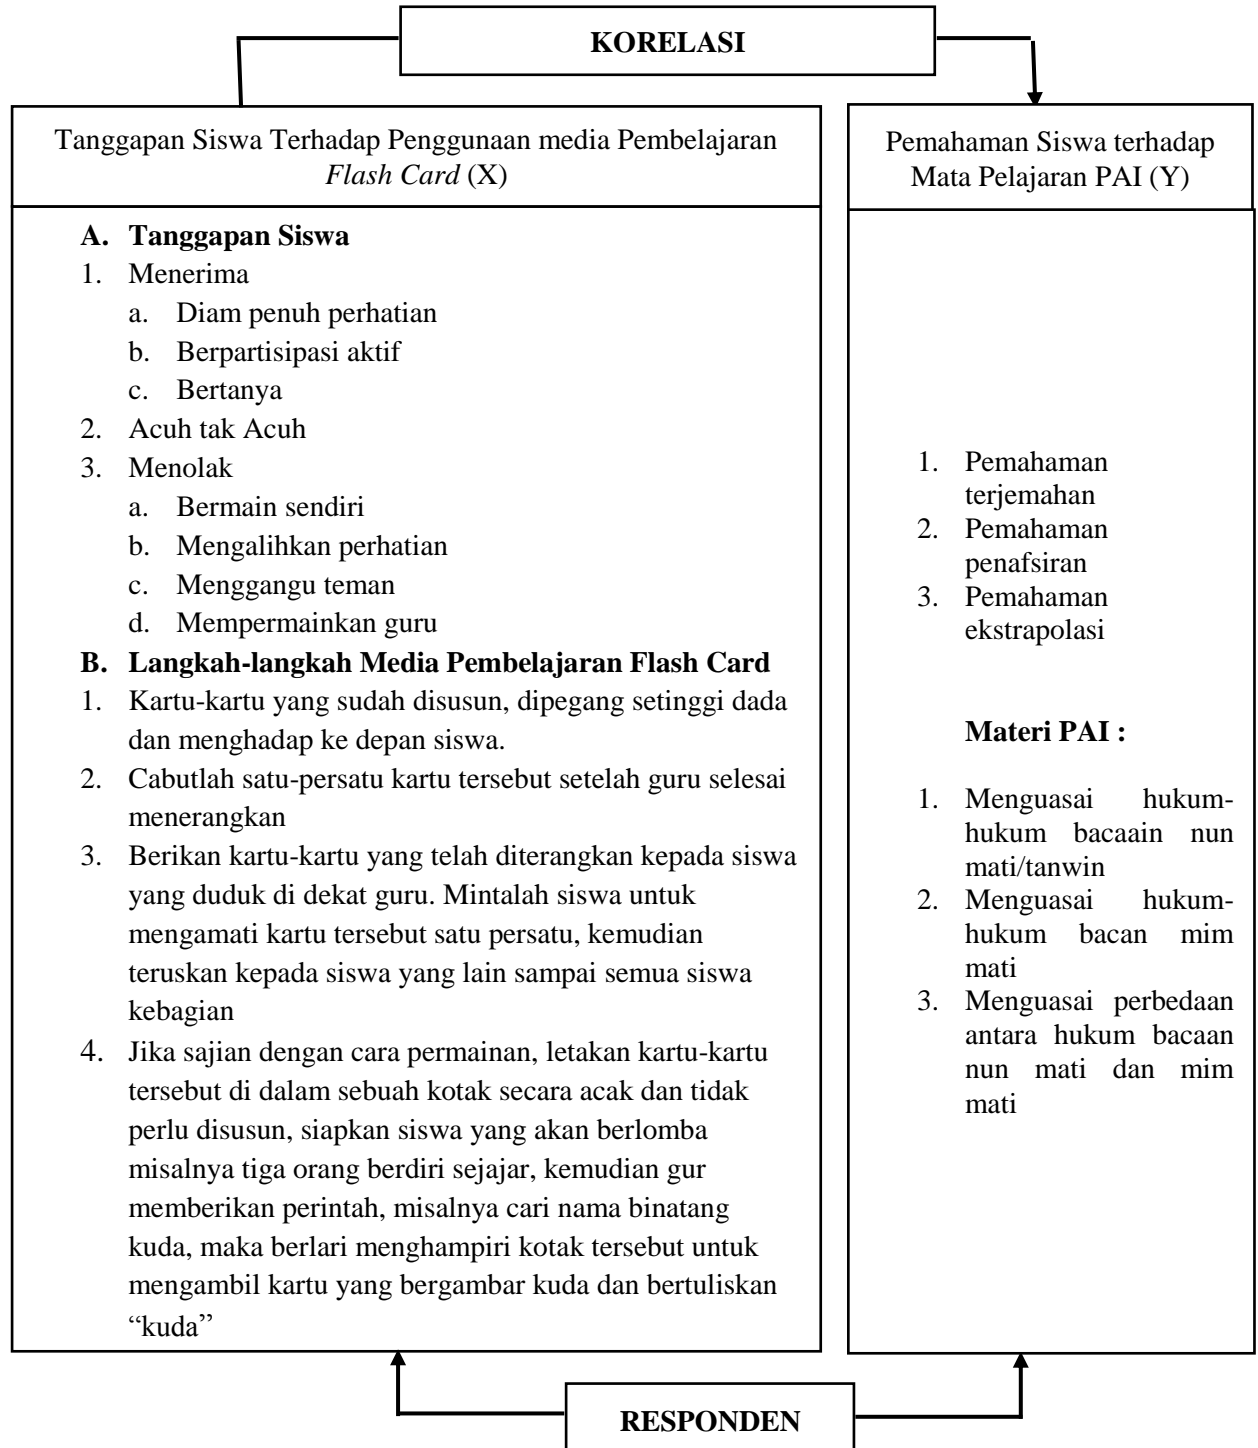 KORELASI
Tanggapan Siswa Terhadap Penggunaan media Pembelajaran
Flash Card (X)
A. Tanggapan Siswa
1. Menerima
a. Diam penuh perhatian
b. Berpartisipasi aktif
c. Bertanya
2. Acuh tak Acuh
3. Menolak
a. Bermain sendiri
b. Mengalihkan perhatian
c. Menggangu teman
d. Mempermainkan guru
B. Langkah-langkah Media Pembelajaran Flash Card
1. Kartu-kartu yang sudah disusun, dipegang setinggi dada
dan menghadap ke depan siswa.
2. Cabutlah satu-persatu kartu tersebut setelah guru selesai
menerangkan
3. Berikan kartu-kartu yang telah diterangkan kepada siswa
yang duduk di dekat guru. Mintalah siswa untuk
mengamati kartu tersebut satu persatu, kemudian
teruskan kepada siswa yang lain sampai semua siswa
kebagian
4. Jika sajian dengan cara permainan, letakan kartu-kartu
tersebut di dalam sebuah kotak secara acak dan tidak
perlu disusun, siapkan siswa yang akan berlomba
misalnya tiga orang berdiri sejajar, kemudian gur
memberikan perintah, misalnya cari nama binatang
kuda, maka berlari menghampiri kotak tersebut untuk
mengambil kartu yang bergambar kuda dan bertuliskan
“kuda”
Pemahaman Siswa terhadap
Mata Pelajaran PAI (Y)
1. Pemahaman
terjemahan
2. Pemahaman
penafsiran
3. Pemahaman
ekstrapolasi
Materi PAI :
1. Menguasai hukum-
hukum bacaain nun
mati/tanwin
2. Menguasai hukum-
hukum bacan mim
mati
3. Menguasai perbedaan
antara hukum bacaan
nun mati dan mim
mati
RESPONDEN